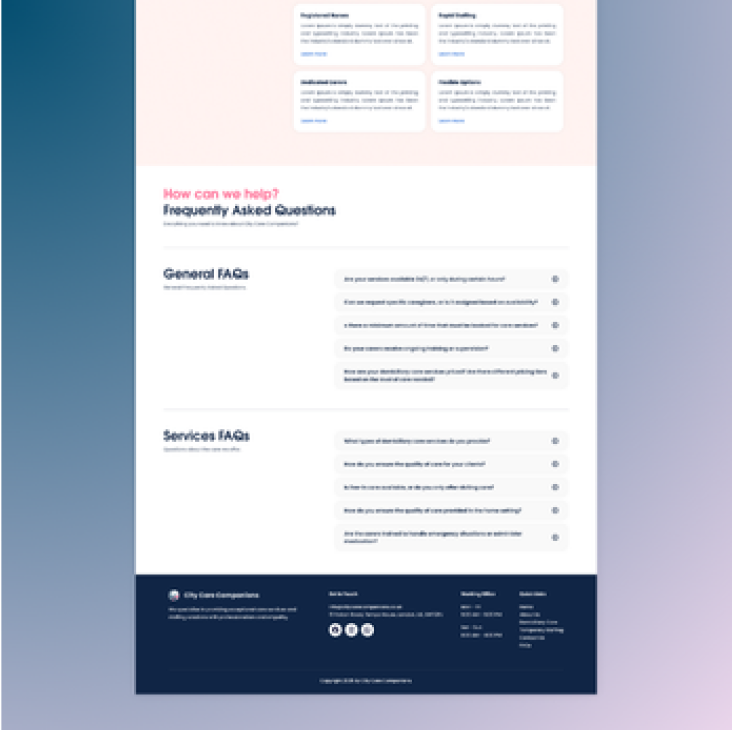 Registered Nurses
Lorem Ipsum is simply dummy text of the printing
and typesetting industry. Lorem Ipsum has been
the industry's standard dummy text ever since
Learn more
Rapid Staffing
Lorem Ipsum is simply dummy text of the printing
and typesetting industry. Lorem Ipsum has been
the industry's standard dummy text ever since
Learn more
Dedicated Carers
Lorem Ipsum is simply dummy text of the printing
and typesetting industry. Lorem Ipsum has been
the industry's standard dummy text ever since
Learn more
Flexible Options
Lorem Ipsum is simply dummy text of the printing
and typesetting industry. Lorem Ipsum has been
the industry's standard dummy text ever since
Learn more
How can we help?
Frequently Asked Questions
Everything you need to know about City Care Companions?
General FAQs
General Frequently Asked Questions.
Are your services available 24/7, or only during certain hours?
Can we request specific caregivers, or is it assigned based on availability?
Is there a minimum amount of time that must be booked for care services?
Do your carers receive ongoing training or supervision?
How are your domiciliary care services priced? Are there different pricing tiers
based on the level of care needed?
Services FAQs
Questions about the care we offer.
What types of domiciliary care services do you provide?
How do you ensure the quality of care for your clients?
Is live-in care available, or do you only offer visiting care?
How do you ensure the quality of care provided in the home setting?
Are the carers trained to handle emergency situations or administer
medication?
City Care Companions
We specialise in providing exceptional care services and
staffing solutions with professionalism and empathy.
Get In Touch
Working Office
Quick Links
Home
About Us
Domiciliary Care
Temporary Staffing
Contact Us
FAQs
Copyright 2025 by City Care Companions.